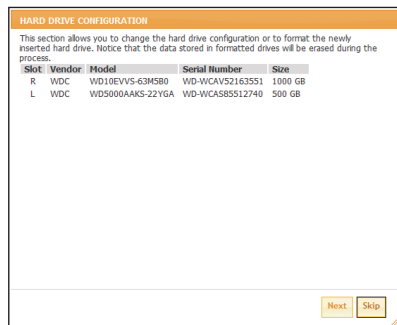 HARD DRIVE CONFIGURATION
This section allows you to change the hard drive configuration or to format the newly
inserted hard drive. Notice that the data stored in formatted drives will be erased during the
process.
Slot Vendor Model Serial Number Size
R WDC WD10EVVS-63M5B0 WD-WCAV52163551 1000 GB
L WDC WD5000AAKS-22YGA WD-WCAS85512740 500 GB
Next Skip